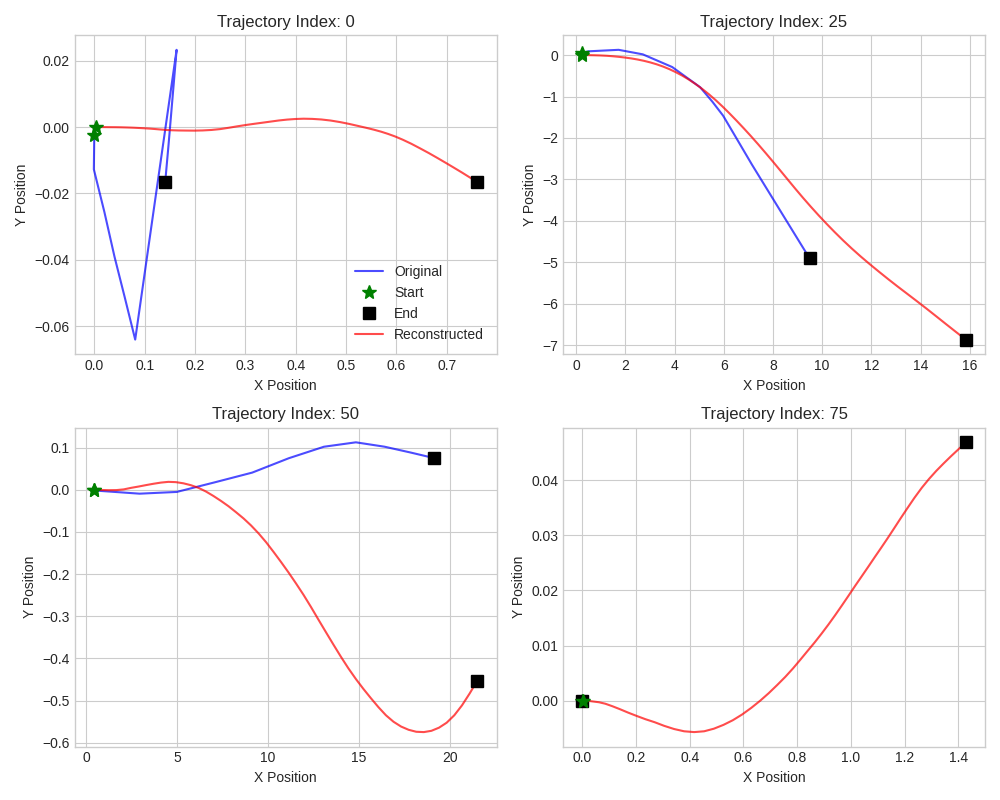 Trajectory Index: 0
0.02
0.00
−0.02
−0.04
−0.06
Y Position
Original
Start
End
Reconstructed
0.0 0.1 0.2 0.3 0.4 0.5 0.6 0.7
X Position
Trajectory Index: 25
0
−1
−2
−3
−4
−5
−6
−7
Y Position
0 2 4 6 8 10 12 14 16
X Position
Trajectory Index: 50
0.1
0.0
−0.1
−0.2
−0.3
−0.4
−0.5
−0.6
Y Position
0 5 10 15 20
X Position
Trajectory Index: 75
0.04
0.03
0.02
0.01
0.00
Y Position
0.0 0.2 0.4 0.6 0.8 1.0 1.2 1.4
X Position